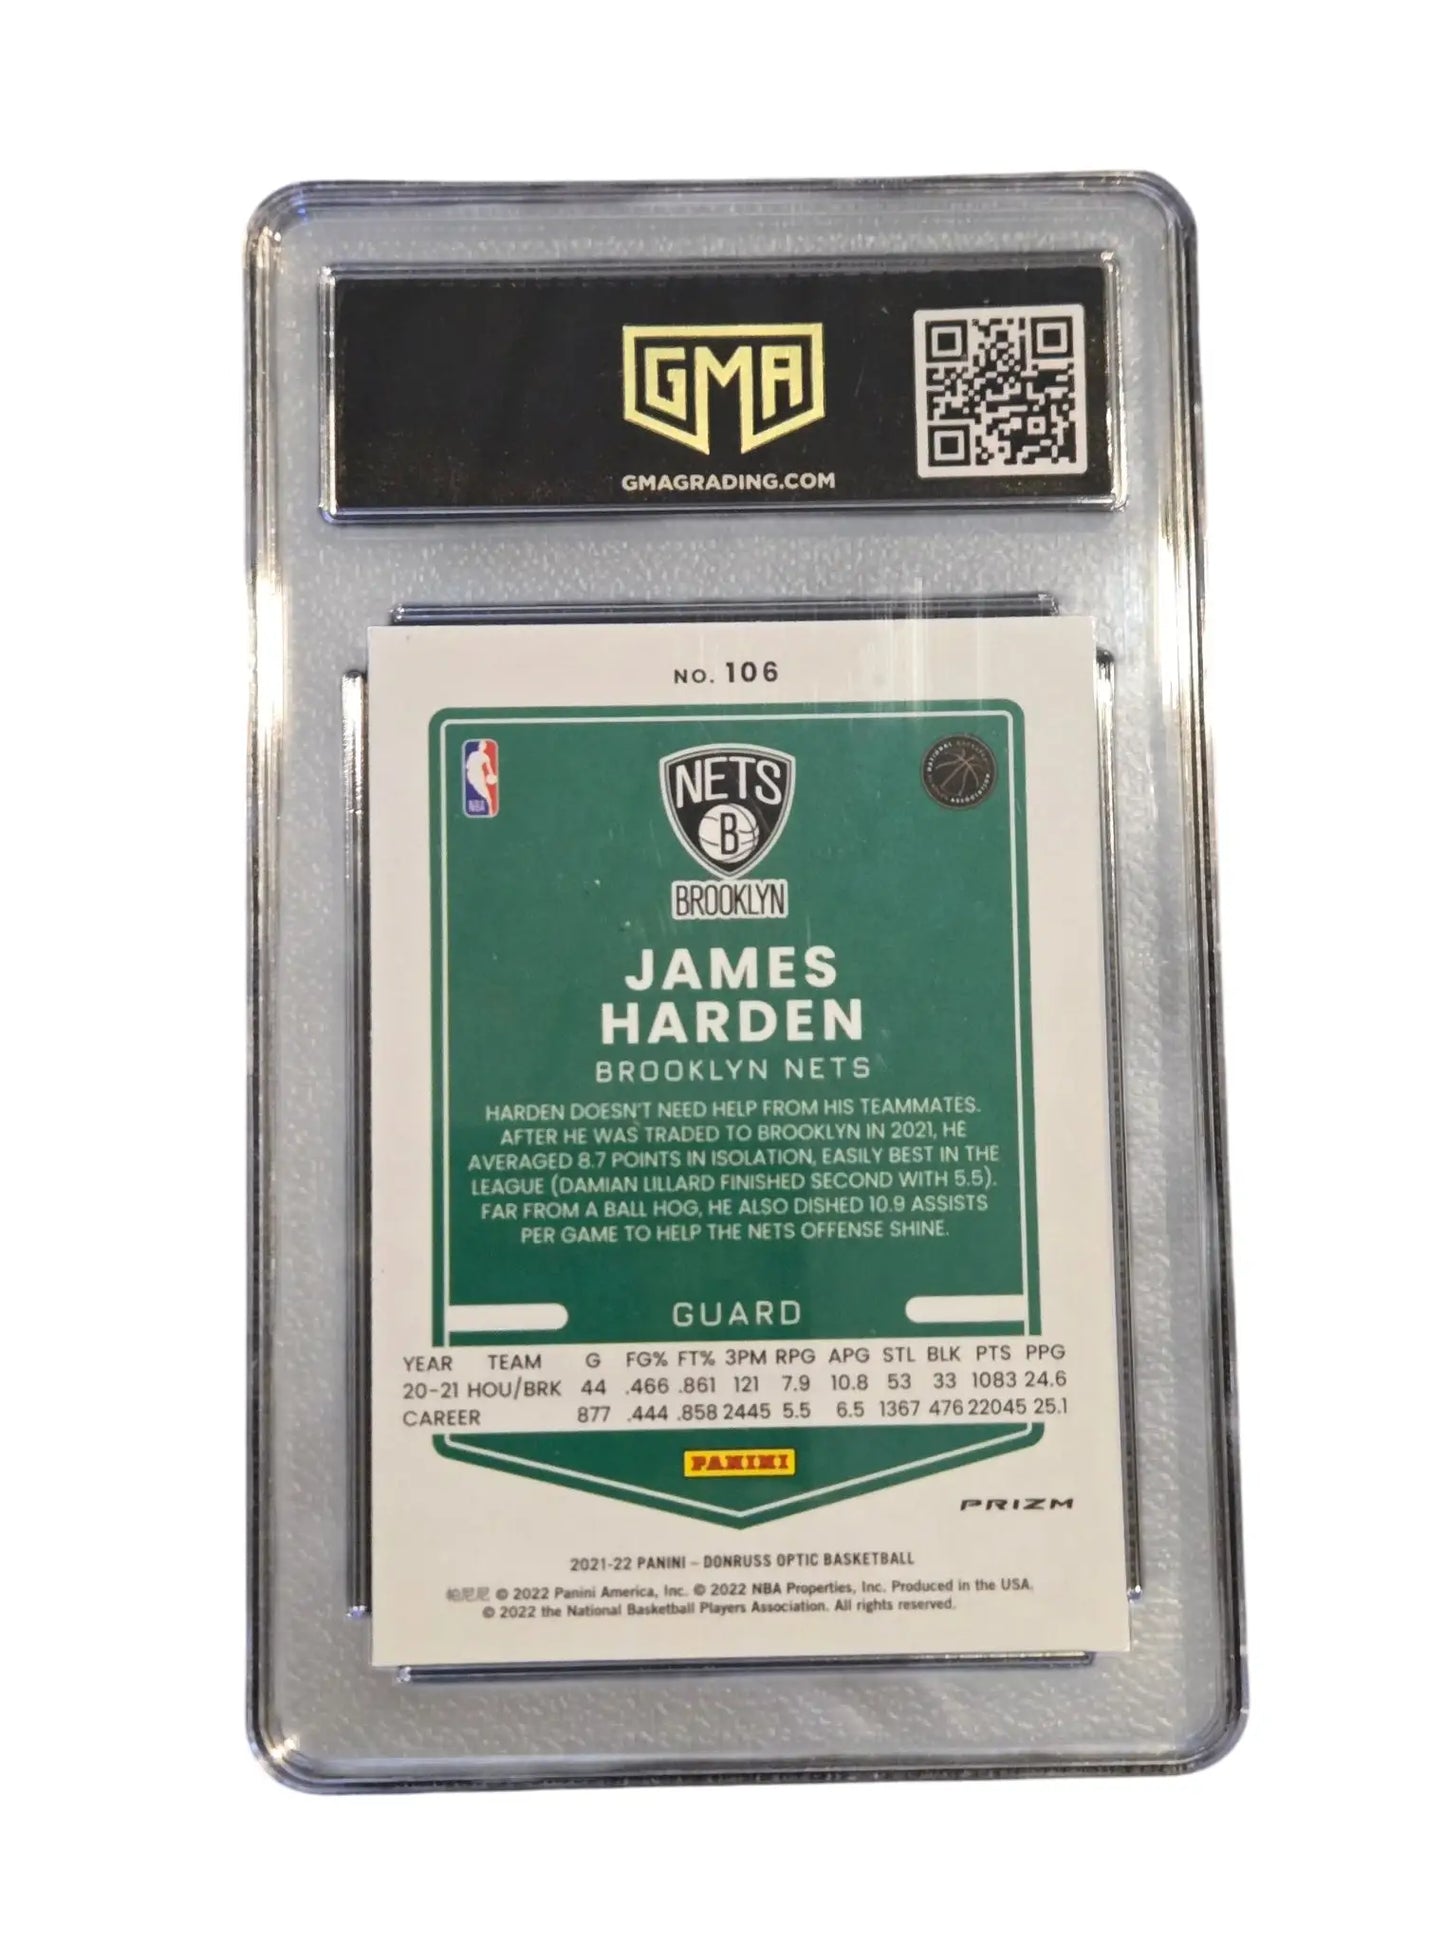 GMA
GMAGRADING.COM
NO. 106
NBA
NETS
B
BROOKLYN
JAMES
HARDEN
BROOKLYN NETS
HARDEN DOESN'T NEED HELP FROM HIS TEAMMATES.
AFTER HE WAS TRADED TO BROOKLYN IN 2021, HE
AVERAGED 8.7 POINTS IN ISOLATION, EASILY BEST IN THE
LEAGUE (DAMIAN LILLARD FINISHED SECOND WITH 5.5).
FAR FROM A BALL HOG, HE ALSO DISHED 10.9 ASSISTS
PER GAME TO HELP THE NETS OFFENSE SHINE.
GUARD
YEAR TEAM G FG% FT% 3PM RPG APG STL BLK PTS PPG
20-21 HOU/BRK 44 .466 .861 121 7.9 10.8 53 33 1083 24.6
CAREER 877 .444 .858 2445 5.5 6.5 1367 476 22045 25.1
PANINI
PRIZM
2021-22 PANINI – DONRUSS OPTIC BASKETBALL
帕尼尼 © 2022 Panini America, Inc. © 2022 NBA Properties, Inc. Produced in the USA.
© 2022 the National Basketball Players Association. All rights reserved.